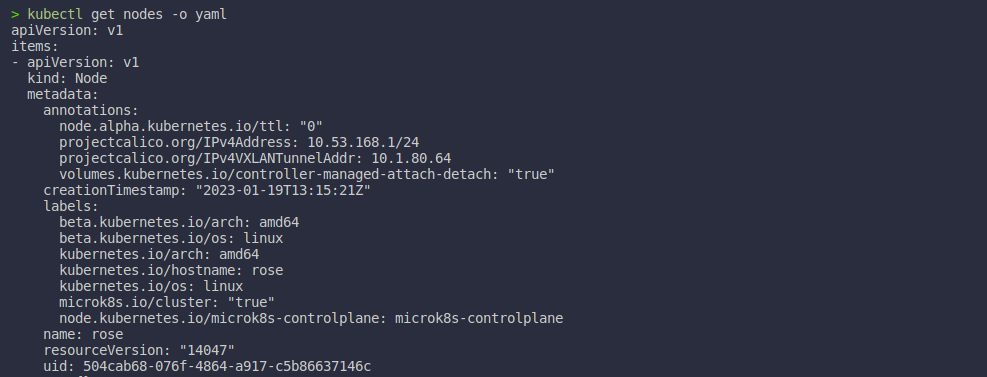 > kubectl get nodes -o yaml
apiVersion: v1
items:
- apiVersion: v1
  kind: Node
  metadata:
    annotations:
      node.alpha.kubernetes.io/ttl: "0"
      projectcalico.org/IPv4Address: 10.53.168.1/24
      projectcalico.org/IPv4VXLANTunnelAddr: 10.1.80.64
      volumes.kubernetes.io/controller-managed-attach-detach: "true"
    creationTimestamp: "2023-01-19T13:15:21Z"
    labels:
      beta.kubernetes.io/arch: amd64
      beta.kubernetes.io/os: linux
      kubernetes.io/arch: amd64
      kubernetes.io/hostname: rose
      kubernetes.io/os: linux
      microk8s.io/cluster: "true"
      node.kubernetes.io/microk8s-controlplane: microk8s-controlplane
    name: rose
    resourceVersion: "14047"
    uid: 504cab68-076f-4864-a917-c5b86637146c